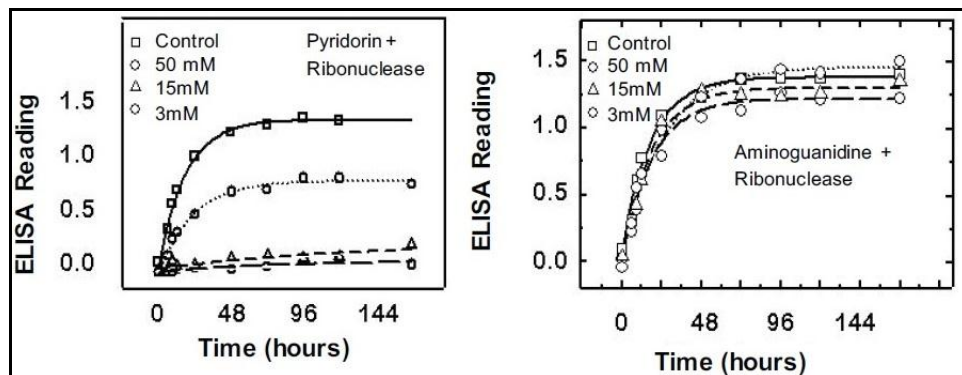 Control
50 mM
15mM
3mM
Pyridorin +
Ribonuclease
1.5
1.0
0.5
0.0
ELISA Reading
0 48 96 144
Time (hours)
Control
50 mM
15mM
3mM
Aminoguanidine +
Ribonuclease
1.5
1.0
0.5
0.0
ELISA Reading
0 48 96 144
Time (hours)